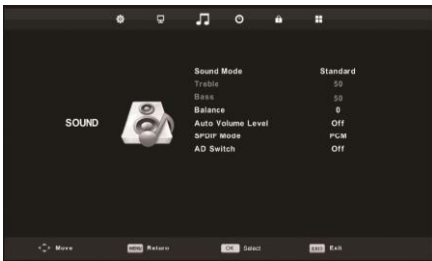 Sound Mode Standard
Treble 50
Bass 50
Balance 0
SOUND
Auto Volume Level Off
SPDIF Mode PCM
AD Switch Off
Move MENU Return OK Select EXIT Exit